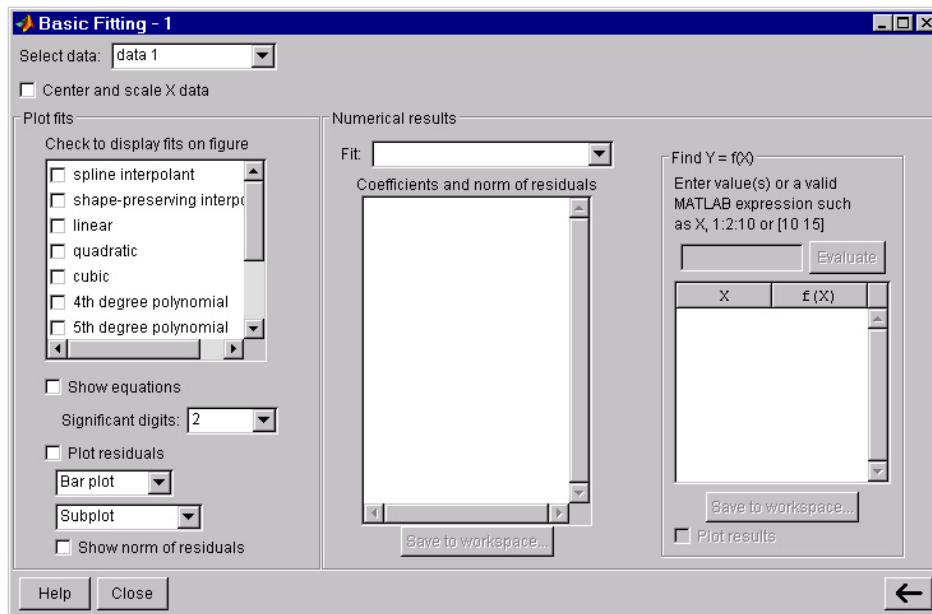 Basic Fitting - 1
Select data: data 1
Center and scale X data
Plot fits
Check to display fits on figure
spline interpolant
shape-preserving interpo
linear
quadratic
cubic
4th degree polynomial
5th degree polynomial
Show equations
Significant digits: 2
Plot residuals
Bar plot
Subplot
Show norm of residuals
Numerical results
Fit:
Coefficients and norm of residuals
Save to workspace...
Find Y = f(X)
Enter value(s) or a valid
MATLAB expression such
as X, 1:2:10 or [10 15]
Evaluate
X f (X)
Save to workspace...
Plot results
Help Close